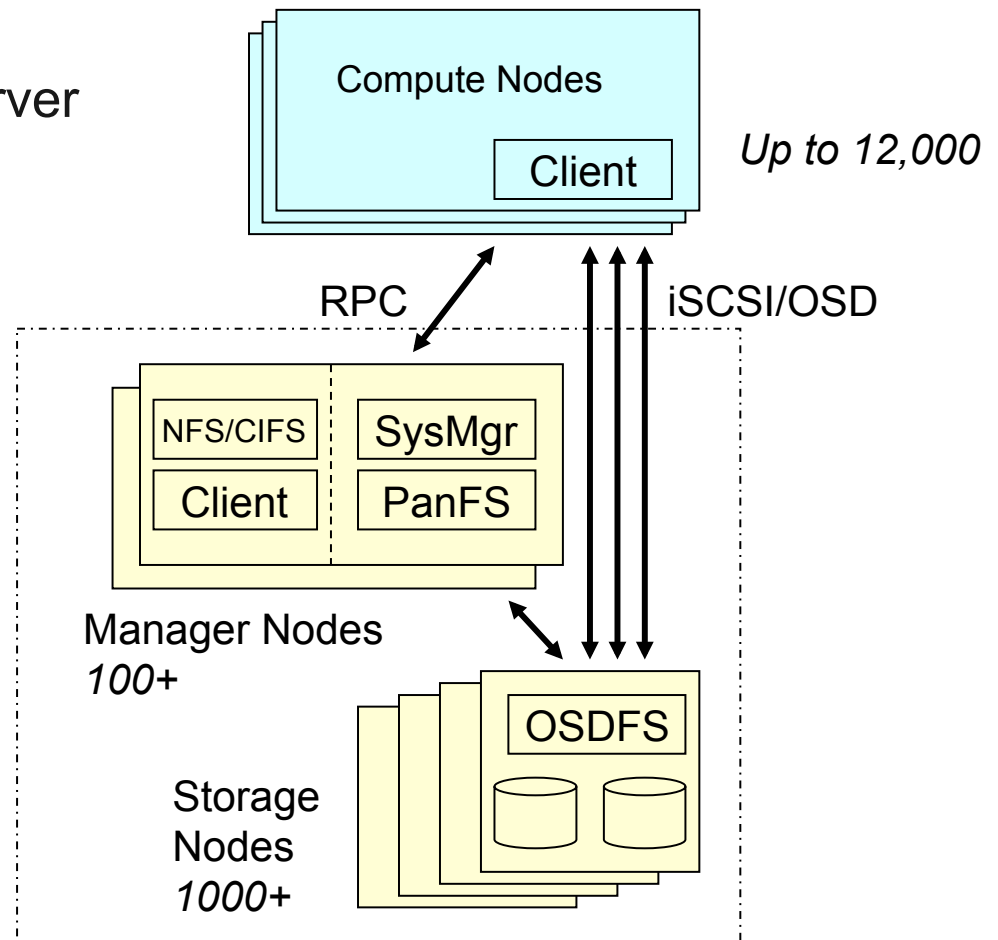 rver
Compute Nodes
Client
Up to 12,000
RPC
iSCSI/OSD
NFS/CIFS
SysMgr
Client
PanFS
Manager Nodes
100+
OSDFS
Storage
Nodes
1000+